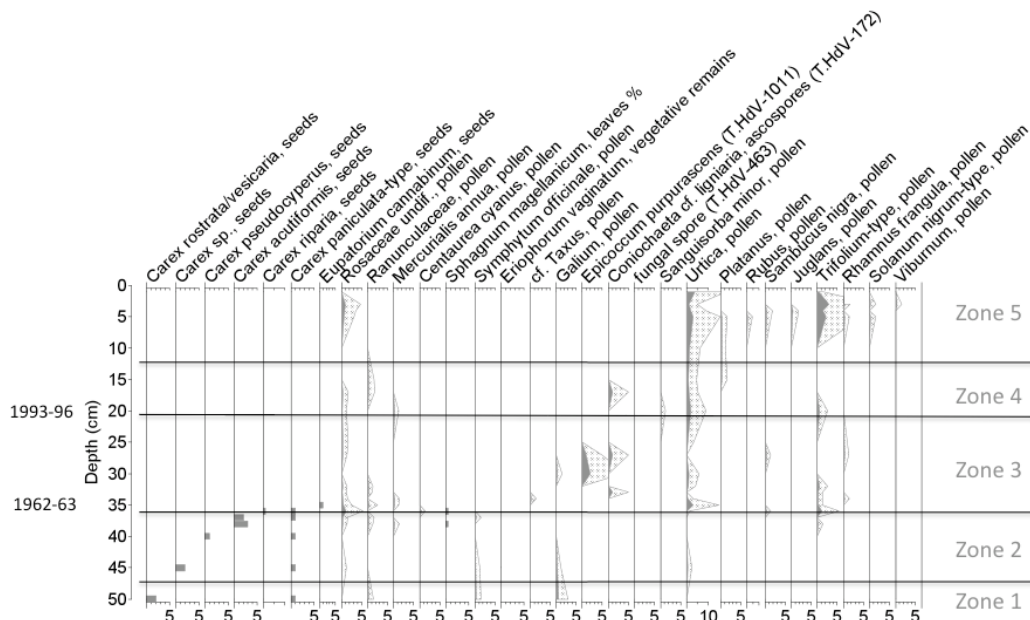 Carex rostrata/vesicaria, seeds
Carex sp., seeds
Carex pseudocyperus, seeds
Carex acutiformis, seeds
Carex riparia, seeds
Carex paniculata-type, seeds
Eupatorium cannabinum, seeds
Rosaceae undif., pollen
Ranunculaceae, pollen
Mercurialis annua, pollen
Centaurea cyanus, pollen
Sphagnum magellanicum, leaves %
Symphytum officinale, pollen
Eriophorum vaginatum, vegetative remains
cf. Taxus, pollen
Galium, pollen
Epicoccum purpurascens (T.HdV-1011)
Coniochaeta cf. ligniaria, ascospores (T.HdV-172)
fungal spore (T.HdV-463)
Sanguisorba minor, pollen
Urtica, pollen
Platanus, pollen
Rubus, pollen
Sambucus nigra, pollen
Juglans, pollen
Trifolium-type, pollen
Rhamnus frangula, pollen
Solanum nigrum-type, pollen
Viburnum, pollen
0
5 Zone 5
10
15 Zone 4
1993-96 20
Depth (cm)
25
30 Zone 3
1962-63 35
40 Zone 2
45
50 Zone 1
5 5 5 5 5 5 5 5 5 5 5 5 5 5 5 5 5 5 5 10 5 5 5 5 5 5 5 5